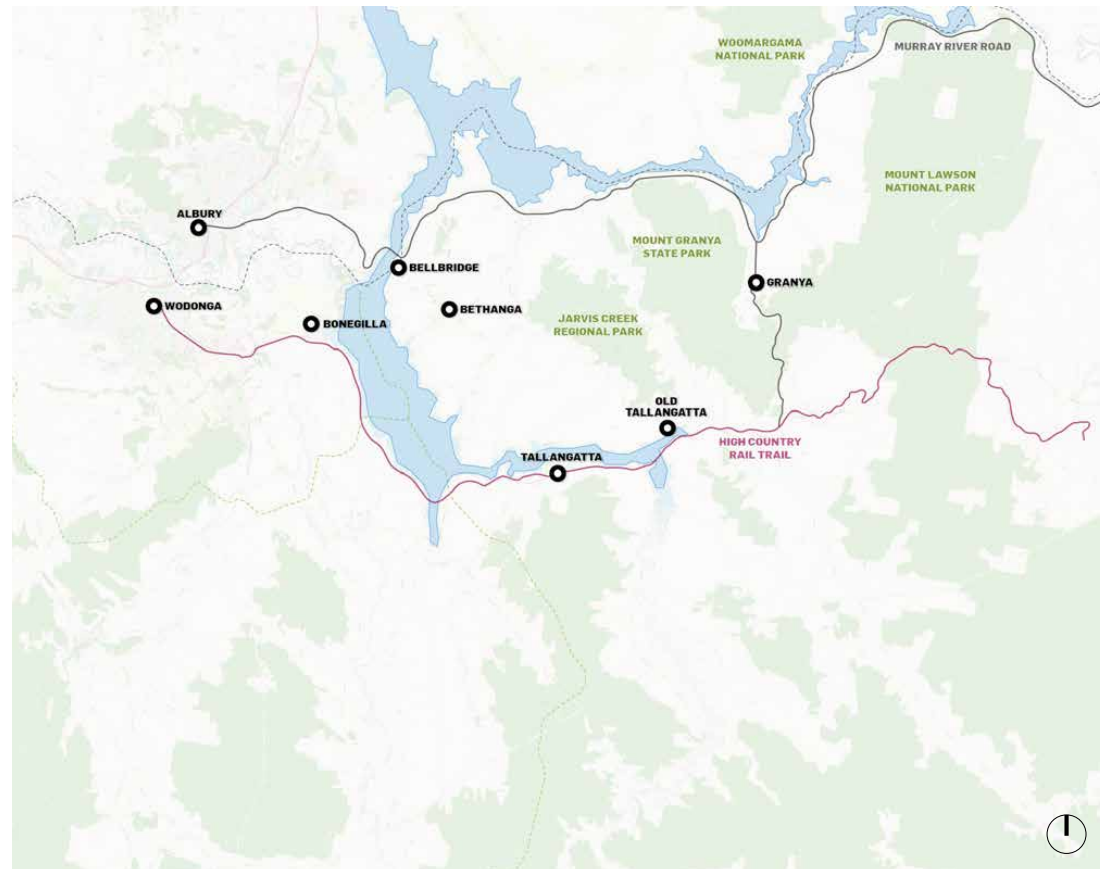 WOOMARGAMA
NATIONAL PARK
MURRAY RIVER ROAD
MOUNT LAWSON
NATIONAL PARK
ALBURY
MOUNT GRANYA
STATE PARK
BELLBRIDGE
GRANYA
WODONGA
BETHANGA
BONEGILLA
JARVIS CREEK
REGIONAL PARK
OLD
TALLANGATTA
HIGH COUNTRY
RAIL TRAIL
TALLANGATTA